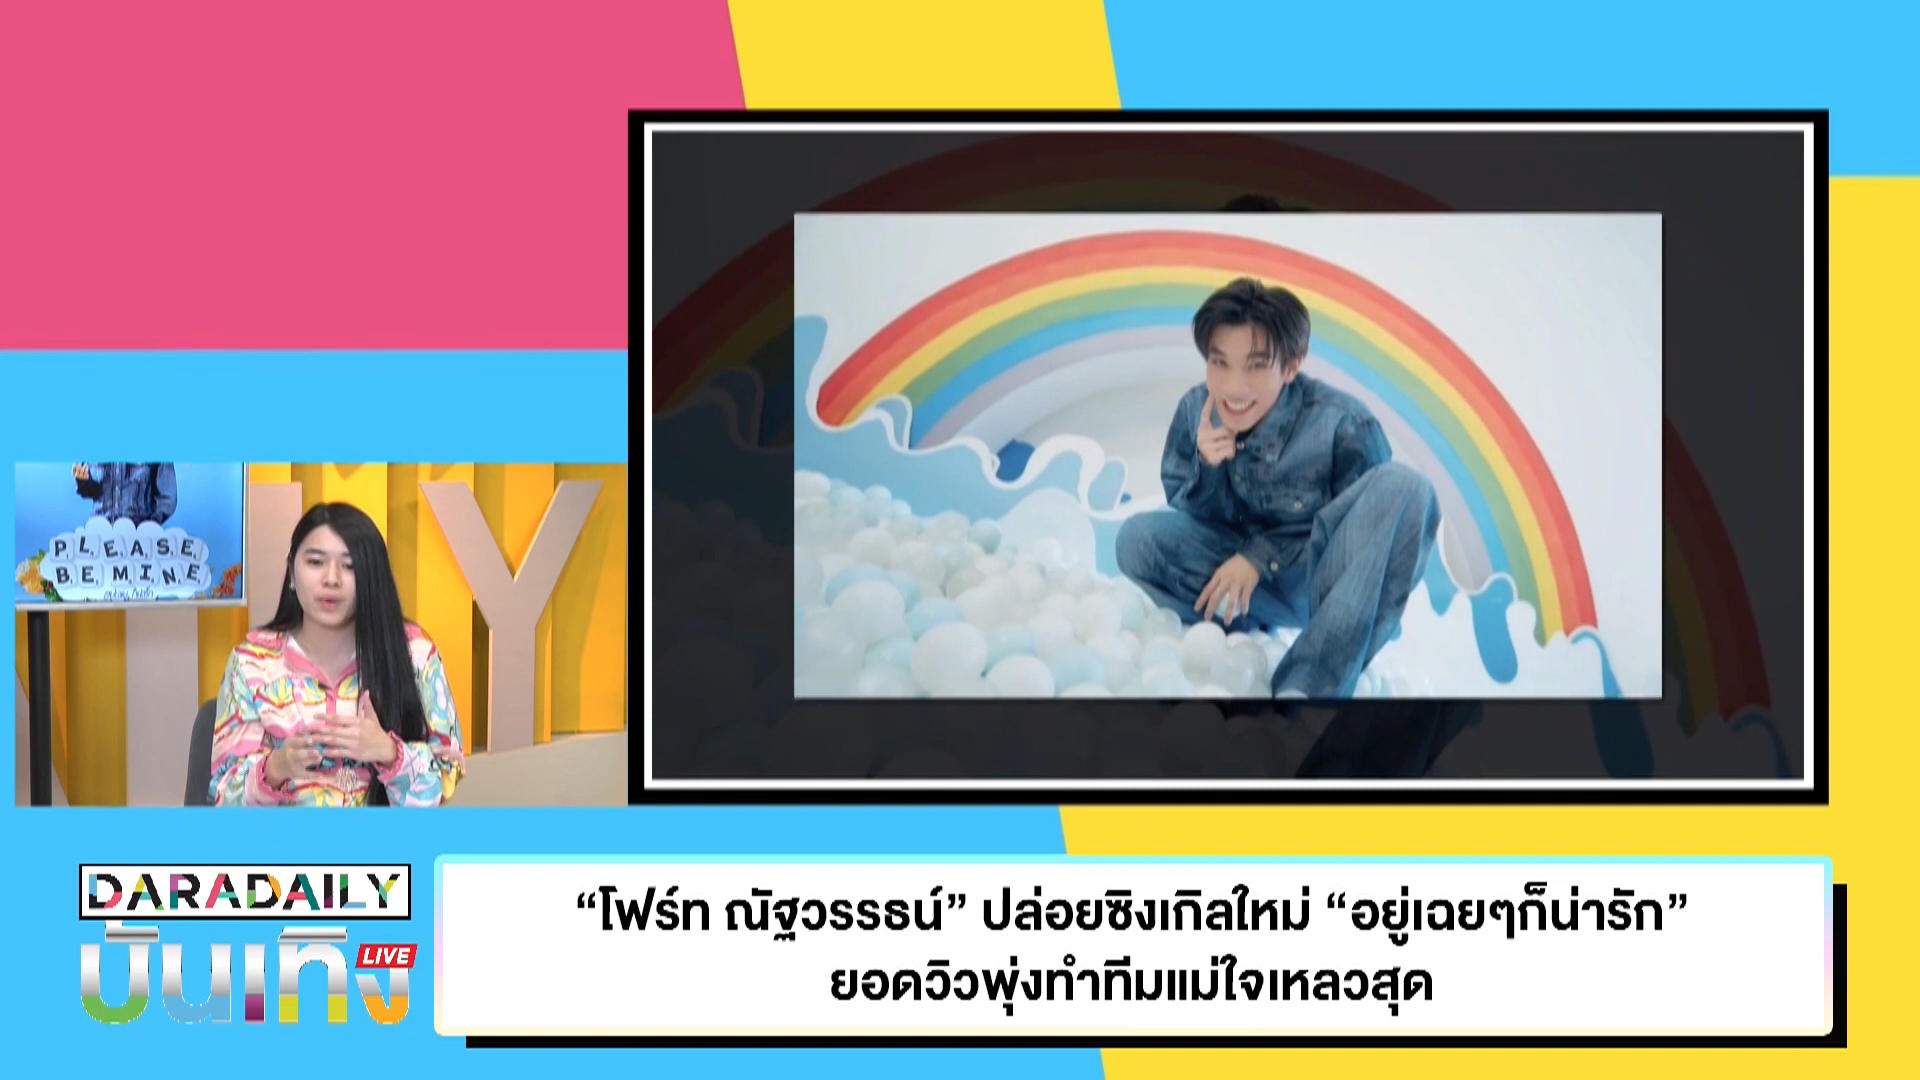 PLEASE
BE MINE
Y
DARADAILY
บันเทิง
LIVE
“โฟร์ท ณัฐวรรธน์” ปล่อยซิงเกิลใหม่ “อยู่เฉยๆก็น่ารัก”
ยอดวิวพุ่งทำทีมแม่ใจเหลวสุด